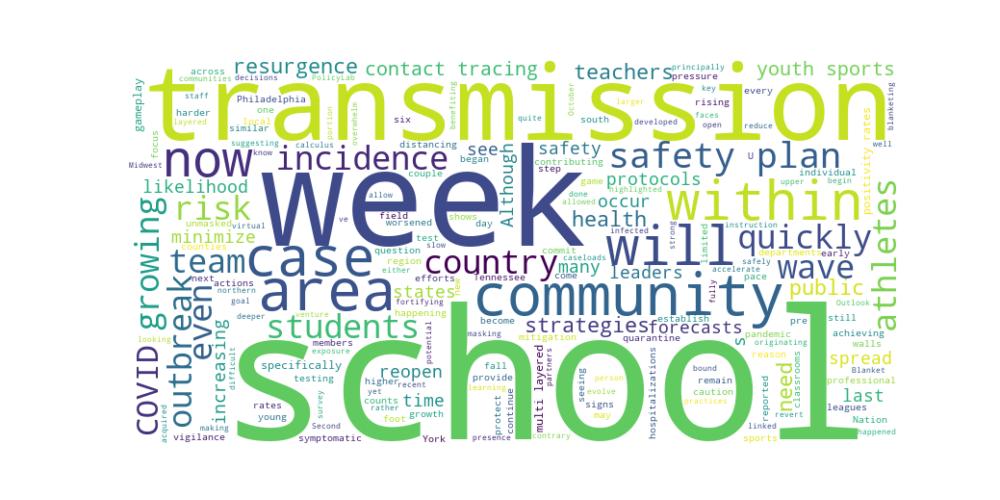 resurgence
contact tracing
teachers
youth sports
transmission
gameplay
across
communities
decisions
PolicyLab
principally
pressure
key
every
staff
Philadelphia
harder
one
layered
local
similar
suggesting
know
calculus
portion
overwhelm
six
distancing
benefiting
quite
October
south
larger
developed
rising
faces
open
reduce
blanketing
well
focus
Midwest
now
incidence
week
see
began
couple
Although
safety
contributing
step
game
safety plan
protocols
highlighted
U
individual
upper
begin
positivity rates
likelihood
risk
minimize
unmasked
virtual
counties
allow
ve
field
worsened
shows
day
done
allowed
occur
health
infected
within
strong
limited
instruction
departments
early
quickly
athletes
growing
team
case
slow
test
question
region
either
country
commit
caseloads
come
many
will
leaders
safely
accelerate
pace
wave
public
Outlook
outbreak
even
next
actions
northern
goal
deeper
area
efforts
fortifying
Tennessee
states
happening
new
community
fully
establish
COVID
looking
increasing
students
venture
become
masking
strategies
mitigation
forecasts
quarantine
s
pre
pandemic
originating
still
achieving
walls
reason
spread
school
making
difficult
specifically
members
exposure
testing
rates
young
survey
Second
symptomatic
vigilance
acquired
reopen
higher
recent
yet
counts
rather
time
foot
growth
York
potential
fall
provide
learning
protect
continue
presence
multi layered
contrary
seeing
partners
person
evolve
signs
may
practices
hospitalizations
bound
remain
caution
revert
need
classrooms
reported
linked
sports
Blanket
professional
last
leagues
Nation
happened